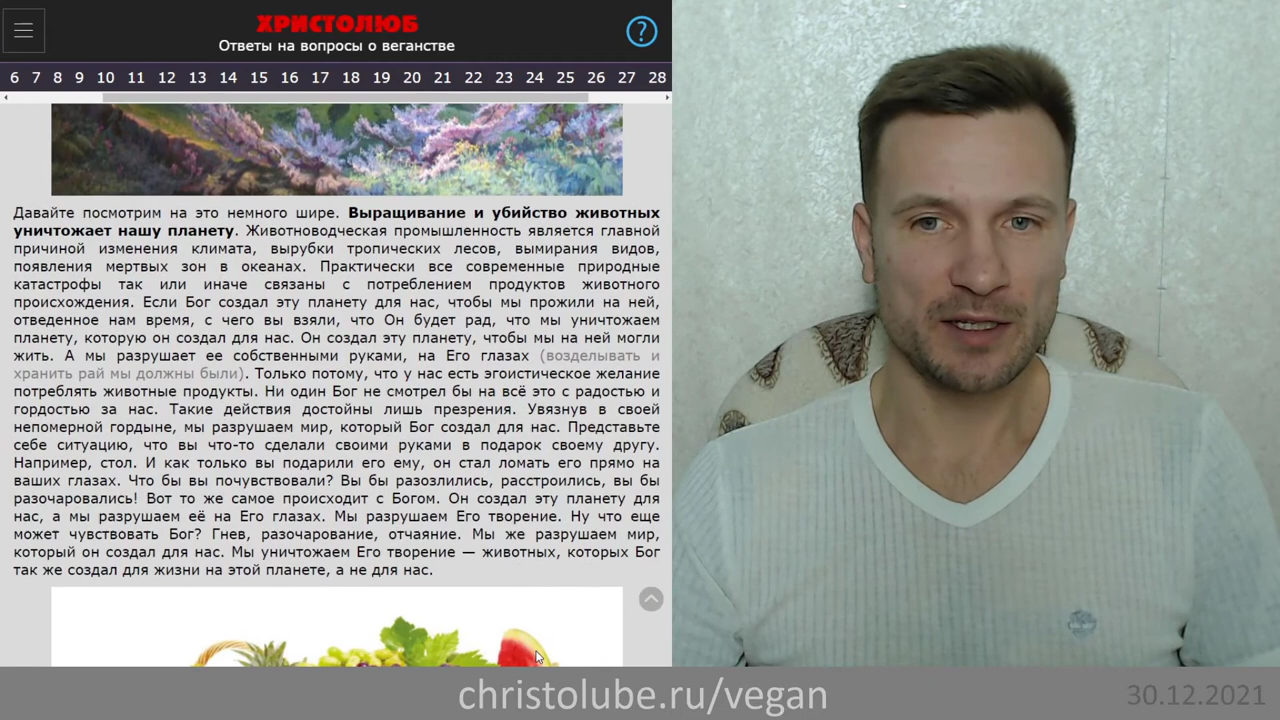 ХРИСТОЛЮБ
Ответы на вопросы о веганстве
?
6 7 8 9 10 11 12 13 14 15 16 17 18 19 20 21 22 23 24 25 26 27 28
Давайте посмотрим на это немного шире. Выращивание и убийство животных
уничтожает нашу планету. Животноводческая промышленность является главной
причиной изменения климата, вырубки тропических лесов, вымирания видов,
появления мертвых зон в океанах. Практически все современные природные
катастрофы так или иначе связаны с потреблением продуктов животного
происхождения. Если Бог создал эту планету для нас, чтобы мы прожили на ней,
отведенное нам время, с чего вы взяли, что Он будет рад, что мы уничтожаем
планету, которую он создал для нас. Он создал эту планету, чтобы мы на ней могли
жить. А мы разрушает ее собственными руками, на Его глазах (возделывать и
хранить рай мы должны были). Только потому, что у нас есть эгоистическое желание
потреблять животные продукты. Ни один Бог не смотрел бы на всё это с радостью и
гордостью за нас. Такие действия достойны лишь презрения. Увязнув в своей
непомерной гордыне, мы разрушаем мир, который Бог создал для нас. Представьте
себе ситуацию, что вы что-то сделали своими руками в подарок своему другу.
Например, стол. И как только вы подарили его ему, он стал ломать его прямо на
ваших глазах. Что бы вы почувствовали? Вы бы разозлились, расстроились, вы бы
разочаровались! Вот то же самое происходит с Богом. Он создал эту планету для
нас, а мы разрушаем её на Его глазах. Мы разрушаем Его творение. Ну что еще
может чувствовать Бог? Гнев, разочарование, отчаяние. Мы же разрушаем мир,
который он создал для нас. Мы уничтожаем Его творение — животных, которых Бог
так же создал для жизни на этой планете, а не для нас.
christolube.ru/vegan
30.12.2021